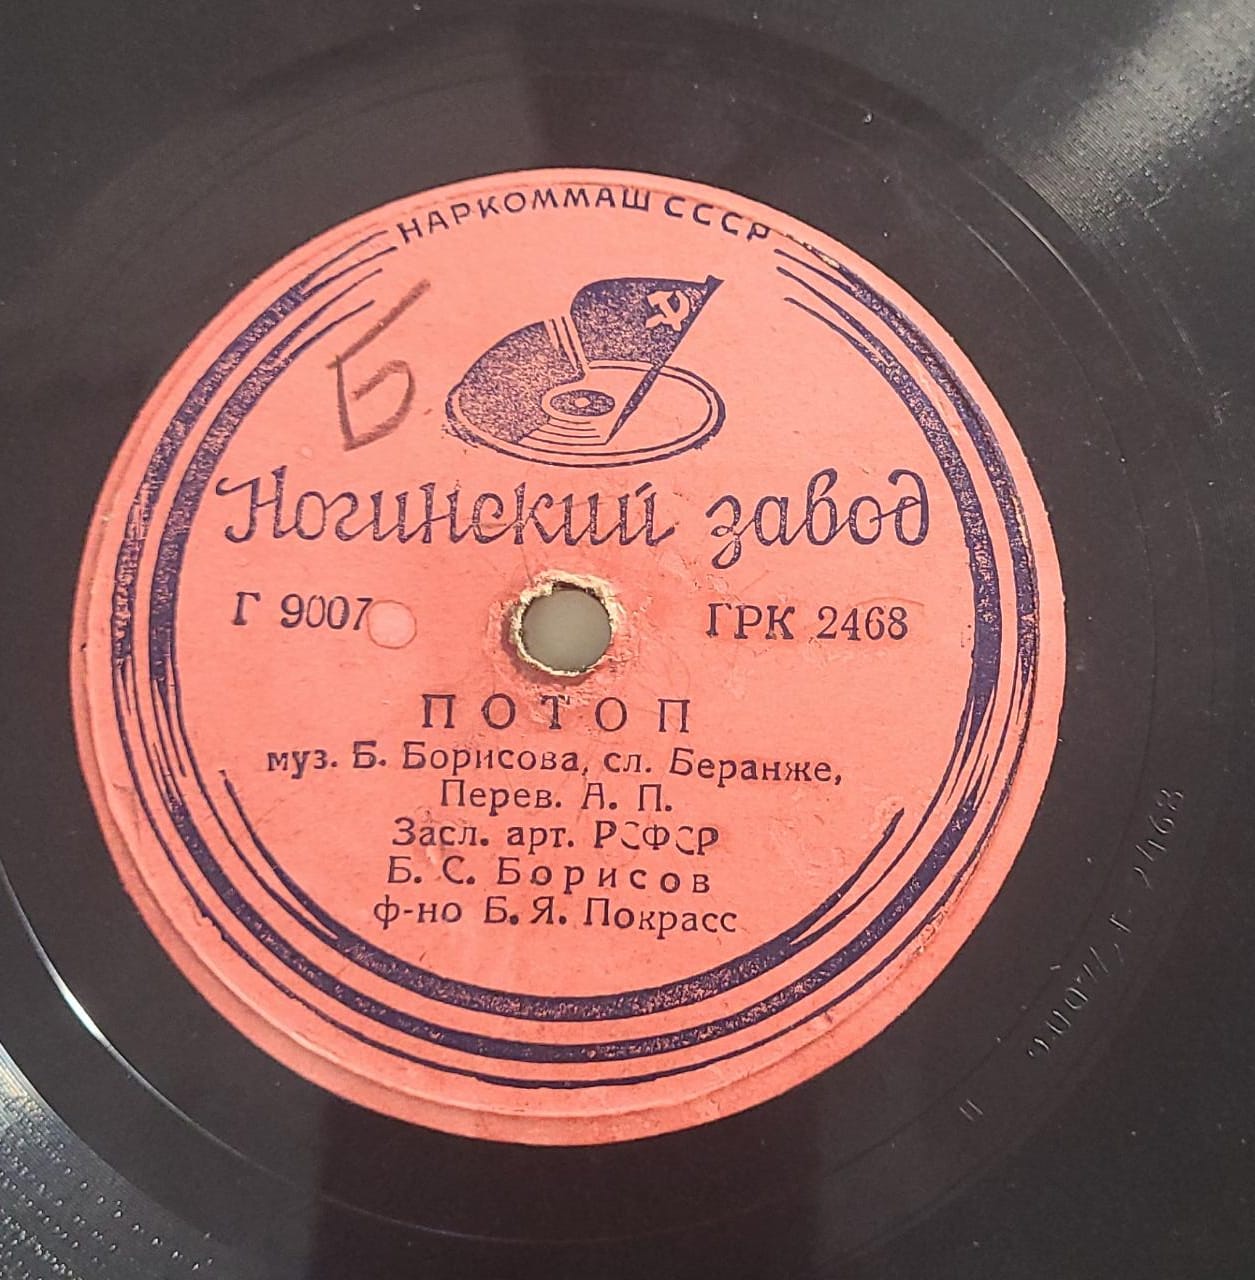 НАРКОММАШ СССР
Б
Ногинский завод
Г 9007 ГРК 2468
ПОТОП
муз. Б. Борисова, сл. Беранже,
Перев. А. П.
Засл. арт. РСФСР
Б. С. Борисов
ф-но Б. Я. Покрасс